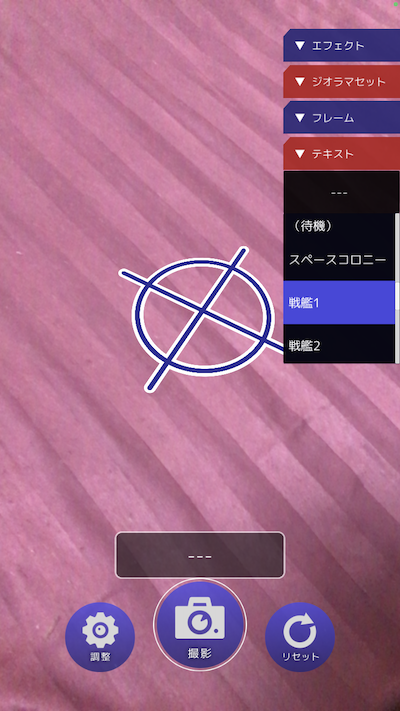 ▼ エフェクト
▼ ジオラマセット
▼ フレーム
▼ テキスト
---
（待機）
スペースコロニー
戦艦1
戦艦2
---
調整
撮影
リセット